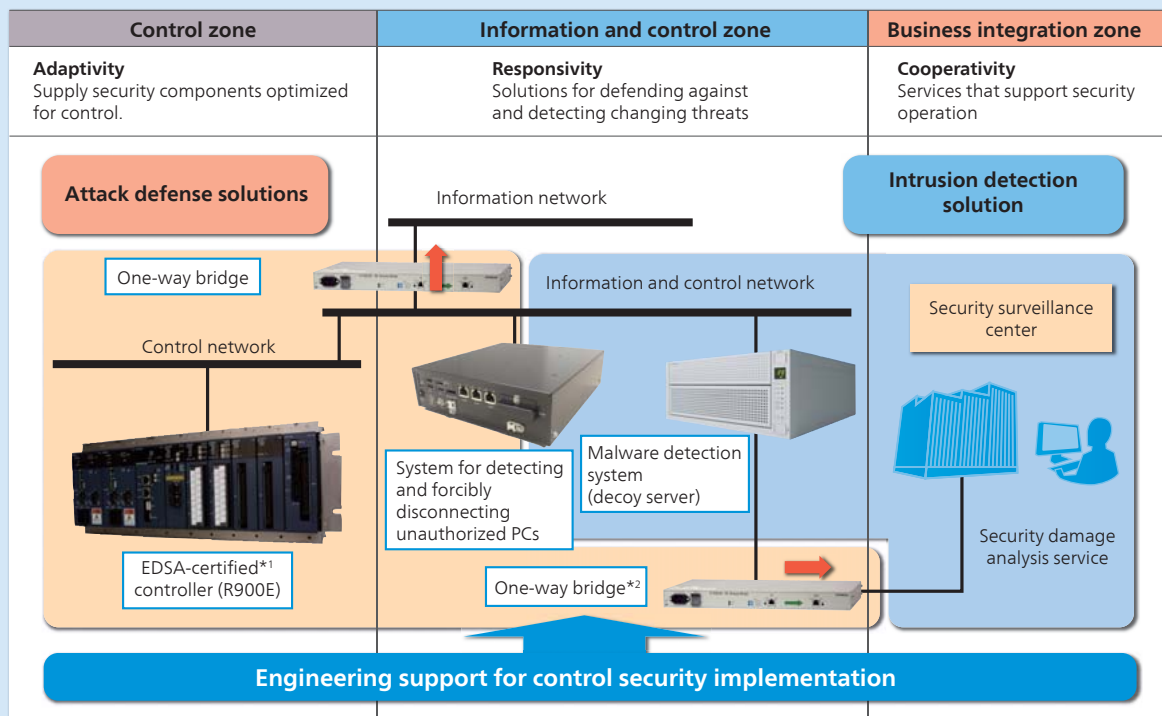 Control zone
Information and control zone
Business integration zone
Adaptivity
Supply security components optimized
for control.
Responsivity
Solutions for defending against
and detecting changing threats
Cooperativity
Services that support security
operation
Attack defense solutions
Information network
Intrusion detection
solution
One-way bridge
Information and control network
Security surveillance
center
Control network
System for detecting
and forcibly
disconnecting
unauthorized PCs
Malware detection
system
(decoy server)
EDSA-certified*1
controller (R900E)
One-way bridge*2
Security damage
analysis service
Engineering support for control security implementation